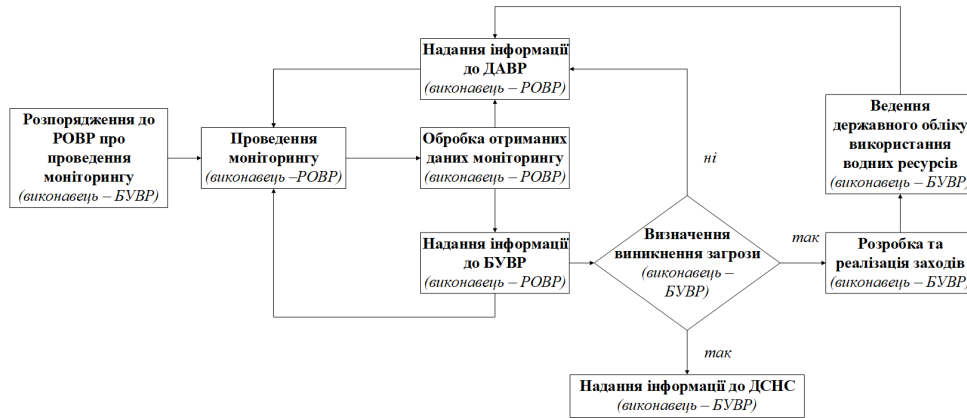 Розпорядження до
РОВР про
проведення
моніторингу
(виконавець – БУВР)
Проведення
моніторингу
(виконавець –РОВР)
Надання інформації
до ДАВР
(виконавець – РОВР)
Обробка отриманих
даних моніторингу
(виконавець – РОВР)
Надання інформації
до БУВР
(виконавець – РОВР)
Визначення
виникнення загрози
(виконавець –
БУВР)
ні
так
так
Надання інформації до ДСНС
(виконавець – БУВР)
Розробка та
реалізація заходів
(виконавець – БУВР)
Ведення
державного обліку
використання
водних ресурсів
(виконавець – БУВР)